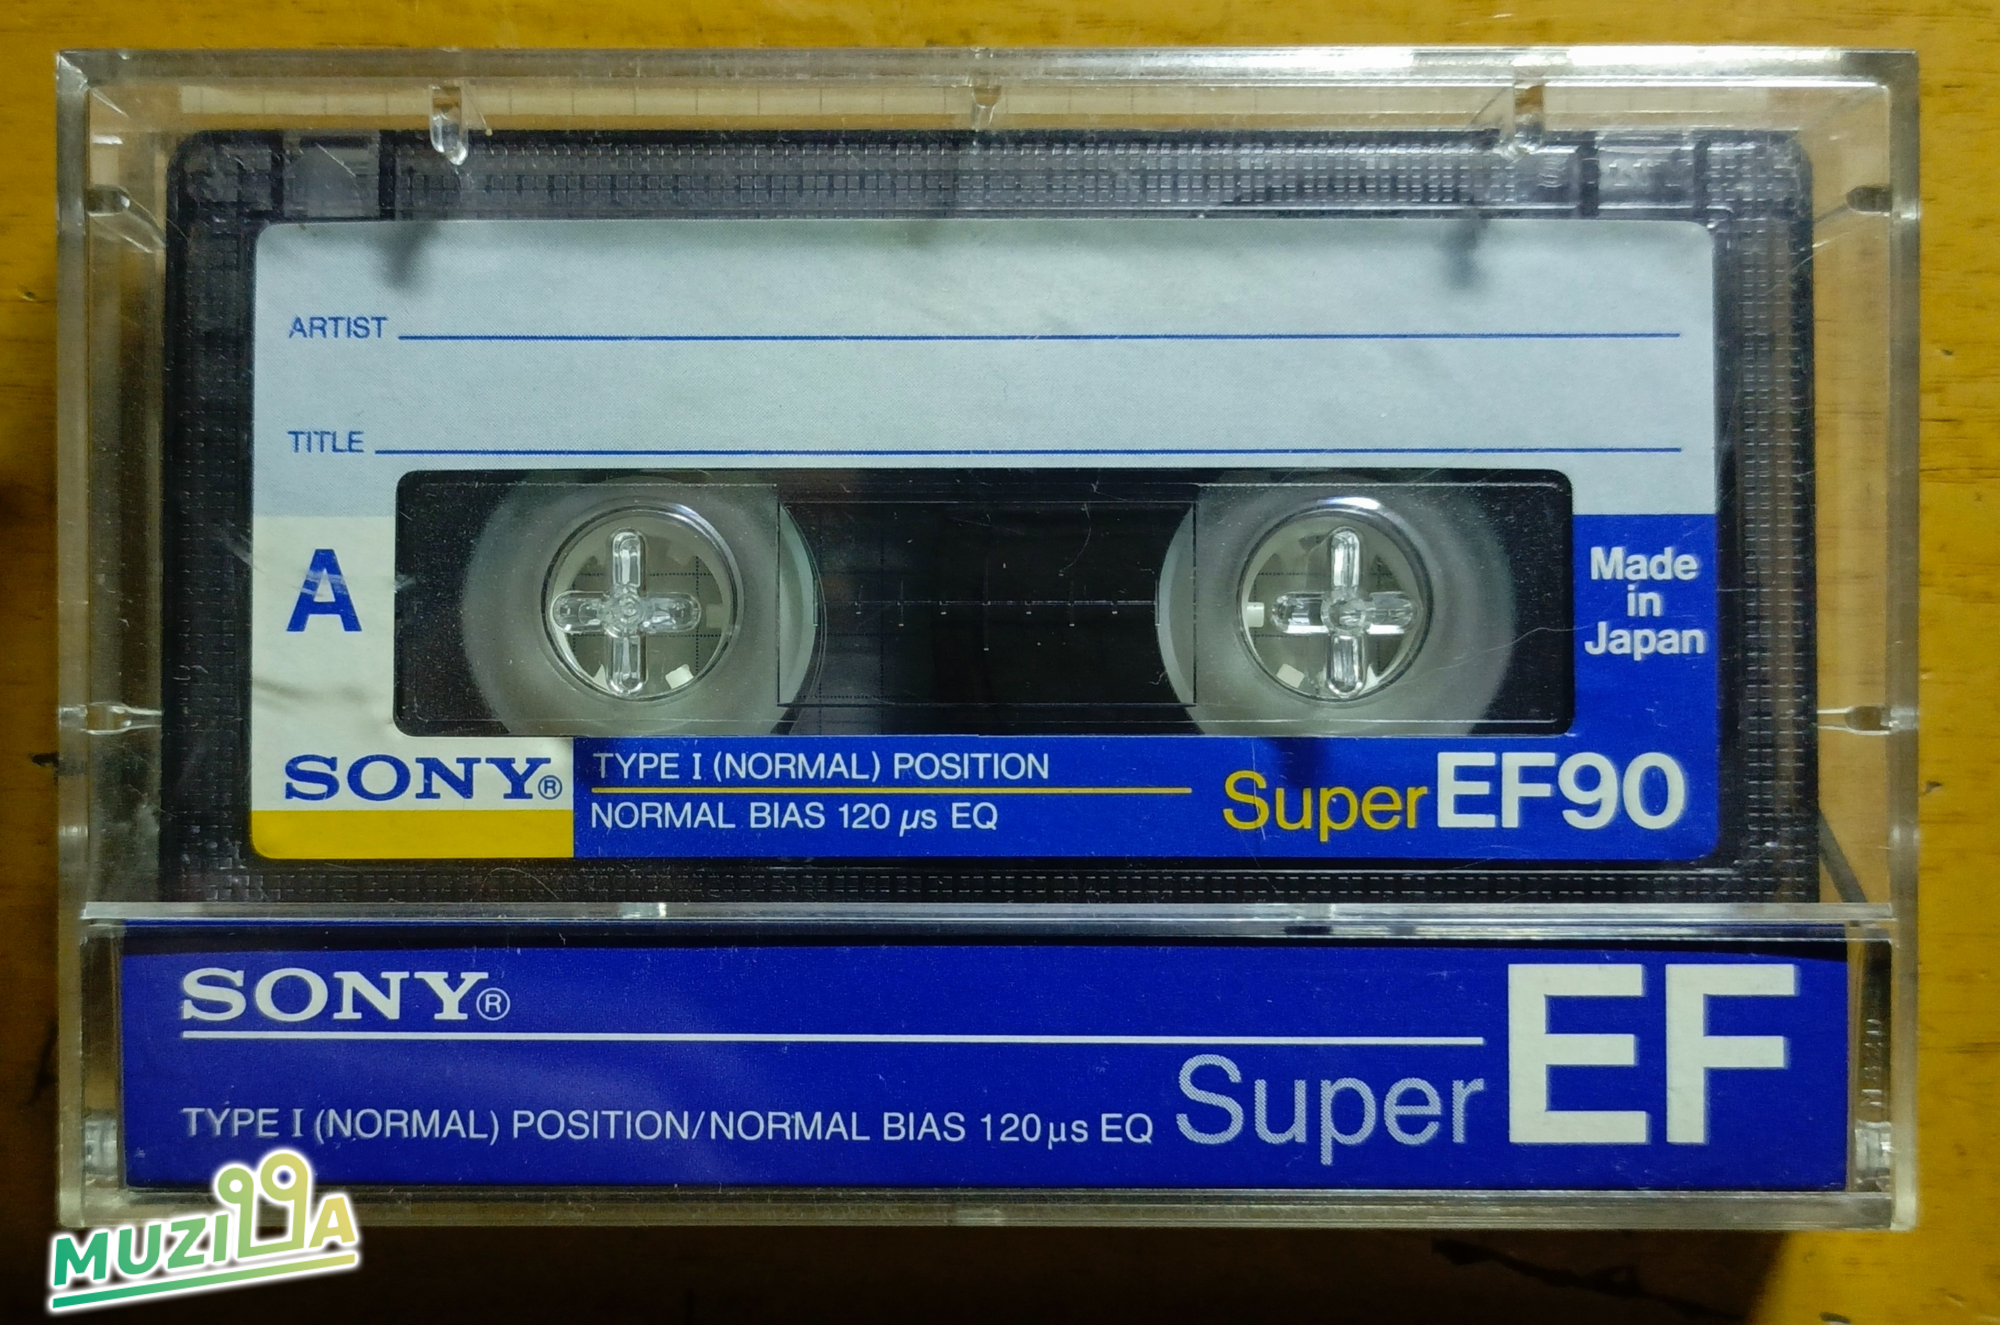 ARTIST
TITLE
A
Made
in
Japan
SONY®
TYPE I (NORMAL) POSITION
NORMAL BIAS 120 µs EQ
Super EF90
SONY®
Super EF
TYPE I (NORMAL) POSITION/NORMAL BIAS 120µs EQ
MUZILLA